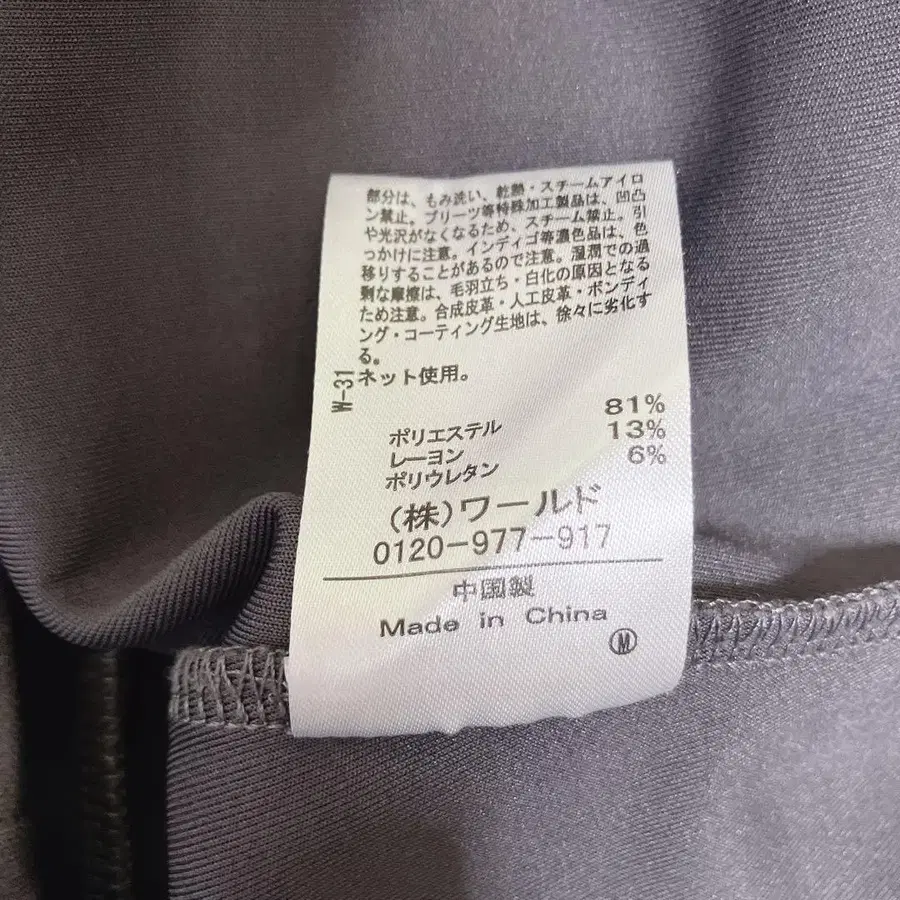 部分は、もみ洗い、乾熱・スチームアイロ
ン禁止。プリーツ等特殊加工製品は、凹凸
や光沢がなくなるため、スチーム禁止。引
っかけに注意。インディゴ等濃色品は、色
移りすることがあるので注意。湿潤での過
剰な摩擦は、毛羽立ち・白化の原因となる
ため注意。合成皮革・人工皮革・ボンディ
ング・コーティング生地は、徐々に劣化す
る。
W-31
ネット使用。
ポリエステル 81%
レーヨン 13%
ポリウレタン 6%
(株)ワールド
0120-977-917
中国製
Made in China
Ⓜ